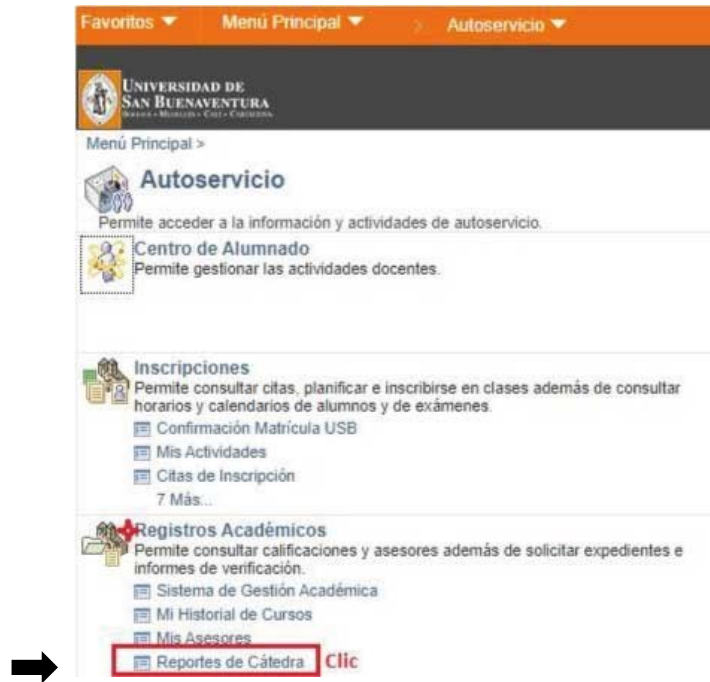 Favoritos Menú Principal > Autoservicio
UNIVERSIDAD DE
SAN BUENAVENTURA
BOGOTÁ • MEDELLÍN • CALI • CARTAGENA
Menú Principal >
Autoservicio
Permite acceder a la información y actividades de autoservicio.
Centro de Alumnado
Permite gestionar las actividades docentes.
Inscripciones
Permite consultar citas, planificar e inscribirse en clases además de consultar
horarios y calendarios de alumnos y de exámenes.
Confirmación Matrícula USB
Mis Actividades
Citas de Inscripción
7 Más...
Registros Académicos
Permite consultar calificaciones y asesores además de solicitar expedientes e
informes de verificación.
Sistema de Gestión Académica
Mi Historial de Cursos
Mis Asesores
Reportes de Cátedra Clic